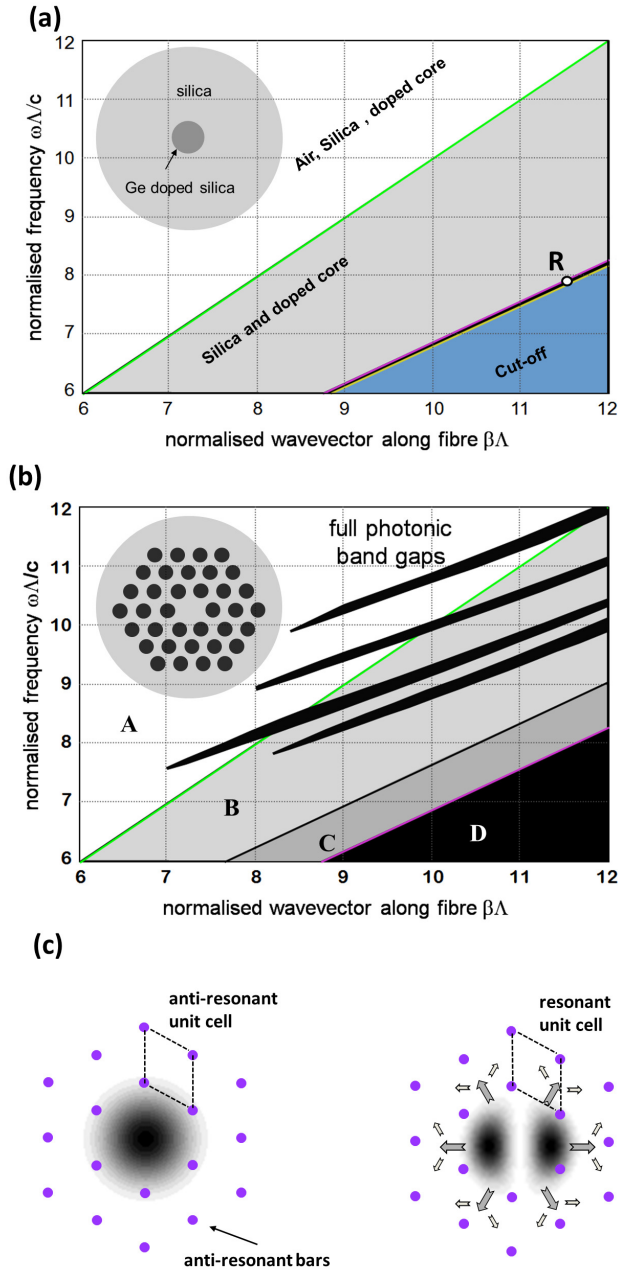 (a)
normalised frequency ωΛ/c
12
11
10
9
8
7
6
silica
Ge doped silica
Air, Silica , doped core
Silica and doped core
R
Cut-off
6
7
8
9
10
11
12
normalised wavevector along fibre βΛ
(b)
normalised frequency ωΛ/c
12
11
10
9
8
7
6
full photonic
band gaps
A
B
C
D
6
7
8
9
10
11
12
normalised wavevector along fibre βΛ
(c)
anti-resonant
unit cell
anti-resonant bars
resonant
unit cell